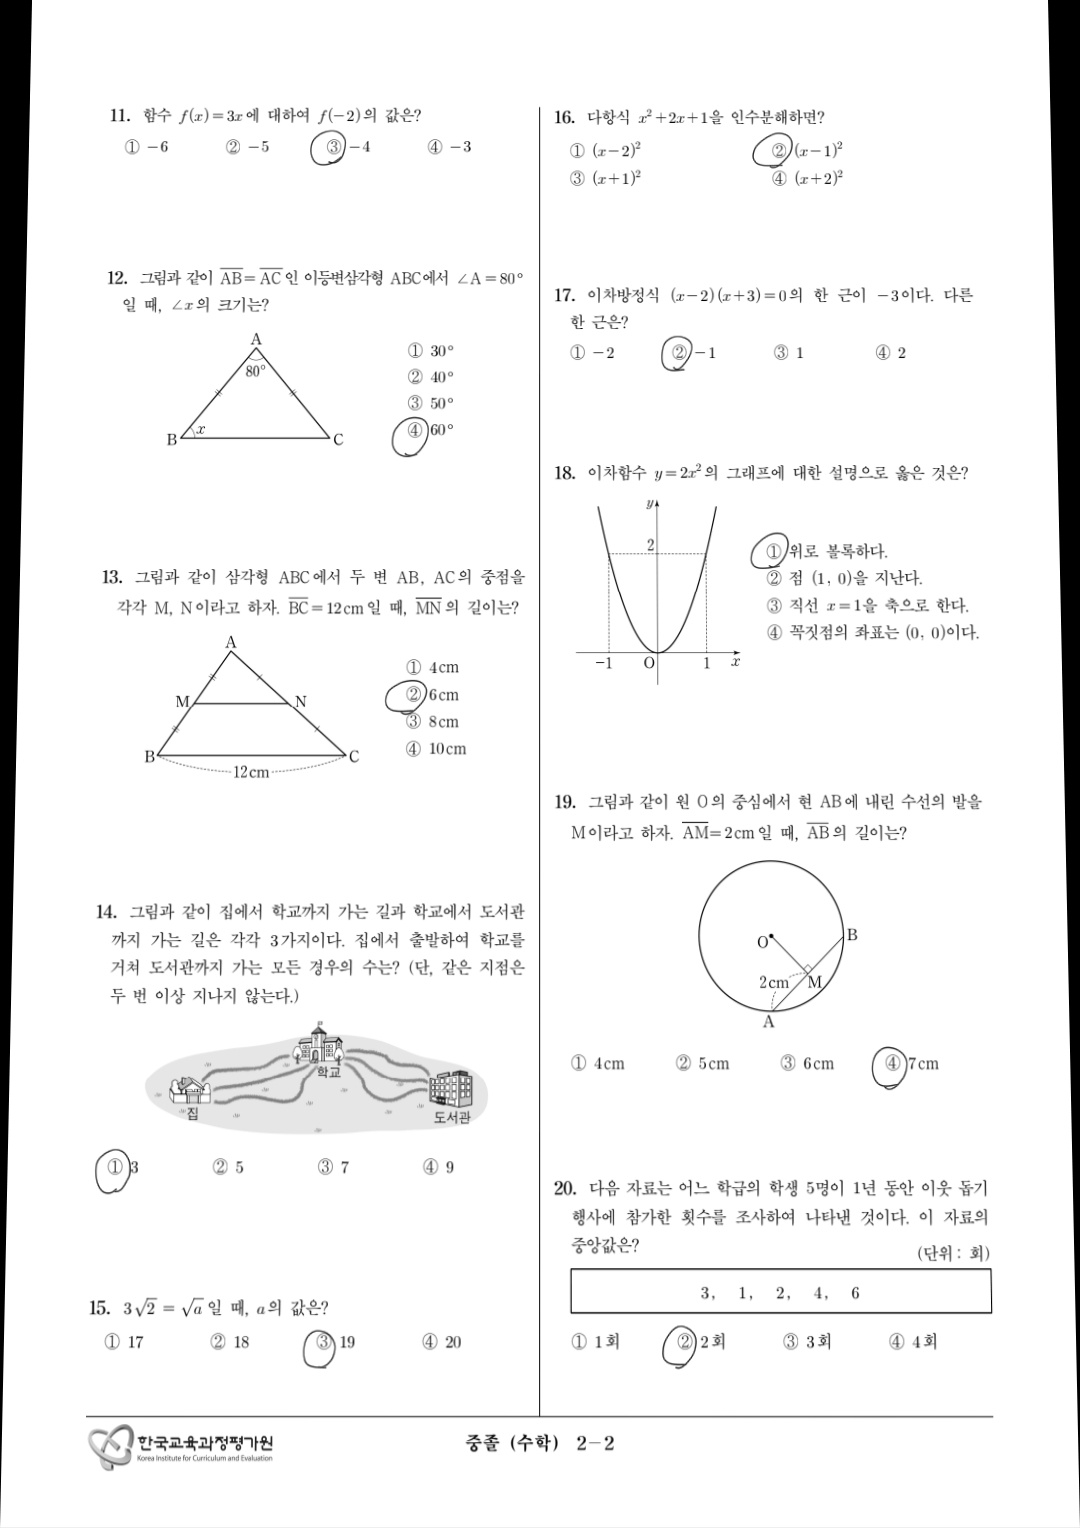 11. 함수 f(x)=3x에 대하여 f(−2)의 값은?
① −6 ② −5 ③ −4 ④ −3
12. 그림과 같이 AB=AC인 이등변삼각형 ABC에서 ∠A=80°
일 때, ∠x의 크기는?
A
80°
x
B
C
① 30°
② 40°
③ 50°
④ 60°
13. 그림과 같이 삼각형 ABC에서 두 변 AB, AC의 중점을
각각 M, N이라고 하자. BC=12cm일 때, MN의 길이는?
A
M
N
B
C
12cm
① 4cm
② 6cm
③ 8cm
④ 10cm
14. 그림과 같이 집에서 학교까지 가는 길과 학교에서 도서관
까지 가는 길은 각각 3가지이다. 집에서 출발하여 학교를
거쳐 도서관까지 가는 모든 경우의 수는? (단, 같은 지점은
두 번 이상 지나지 않는다.)
학교
집
도서관
① 3 ② 5 ③ 7 ④ 9
15. 3√2 = √a일 때, a의 값은?
① 17 ② 18 ③ 19 ④ 20
16. 다항식 x²+2x+1을 인수분해하면?
① (x−2)² ② (x−1)²
③ (x+1)² ④ (x+2)²
17. 이차방정식 (x−2)(x+3)=0의 한 근이 −3이다. 다른
한 근은?
① −2 ② −1 ③ 1 ④ 2
18. 이차함수 y=2x²의 그래프에 대한 설명으로 옳은 것은?
y
2
−1
O
1
x
① 위로 볼록하다.
② 점 (1, 0)을 지난다.
③ 직선 x=1을 축으로 한다.
④ 꼭짓점의 좌표는 (0, 0)이다.
19. 그림과 같이 원 O의 중심에서 현 AB에 내린 수선의 발을
M이라고 하자. AM=2cm일 때, AB의 길이는?
O
B
2cm
M
A
① 4cm ② 5cm ③ 6cm ④ 7cm
20. 다음 자료는 어느 학급의 학생 5명이 1년 동안 이웃 돕기
행사에 참가한 횟수를 조사하여 나타낸 것이다. 이 자료의
중앙값은?
(단위 : 회)
3, 1, 2, 4, 6
① 1회 ② 2회 ③ 3회 ④ 4회
한국교육과정평가원
Korea Institute for Curriculum and Evaluation
중졸 (수학) 2−2